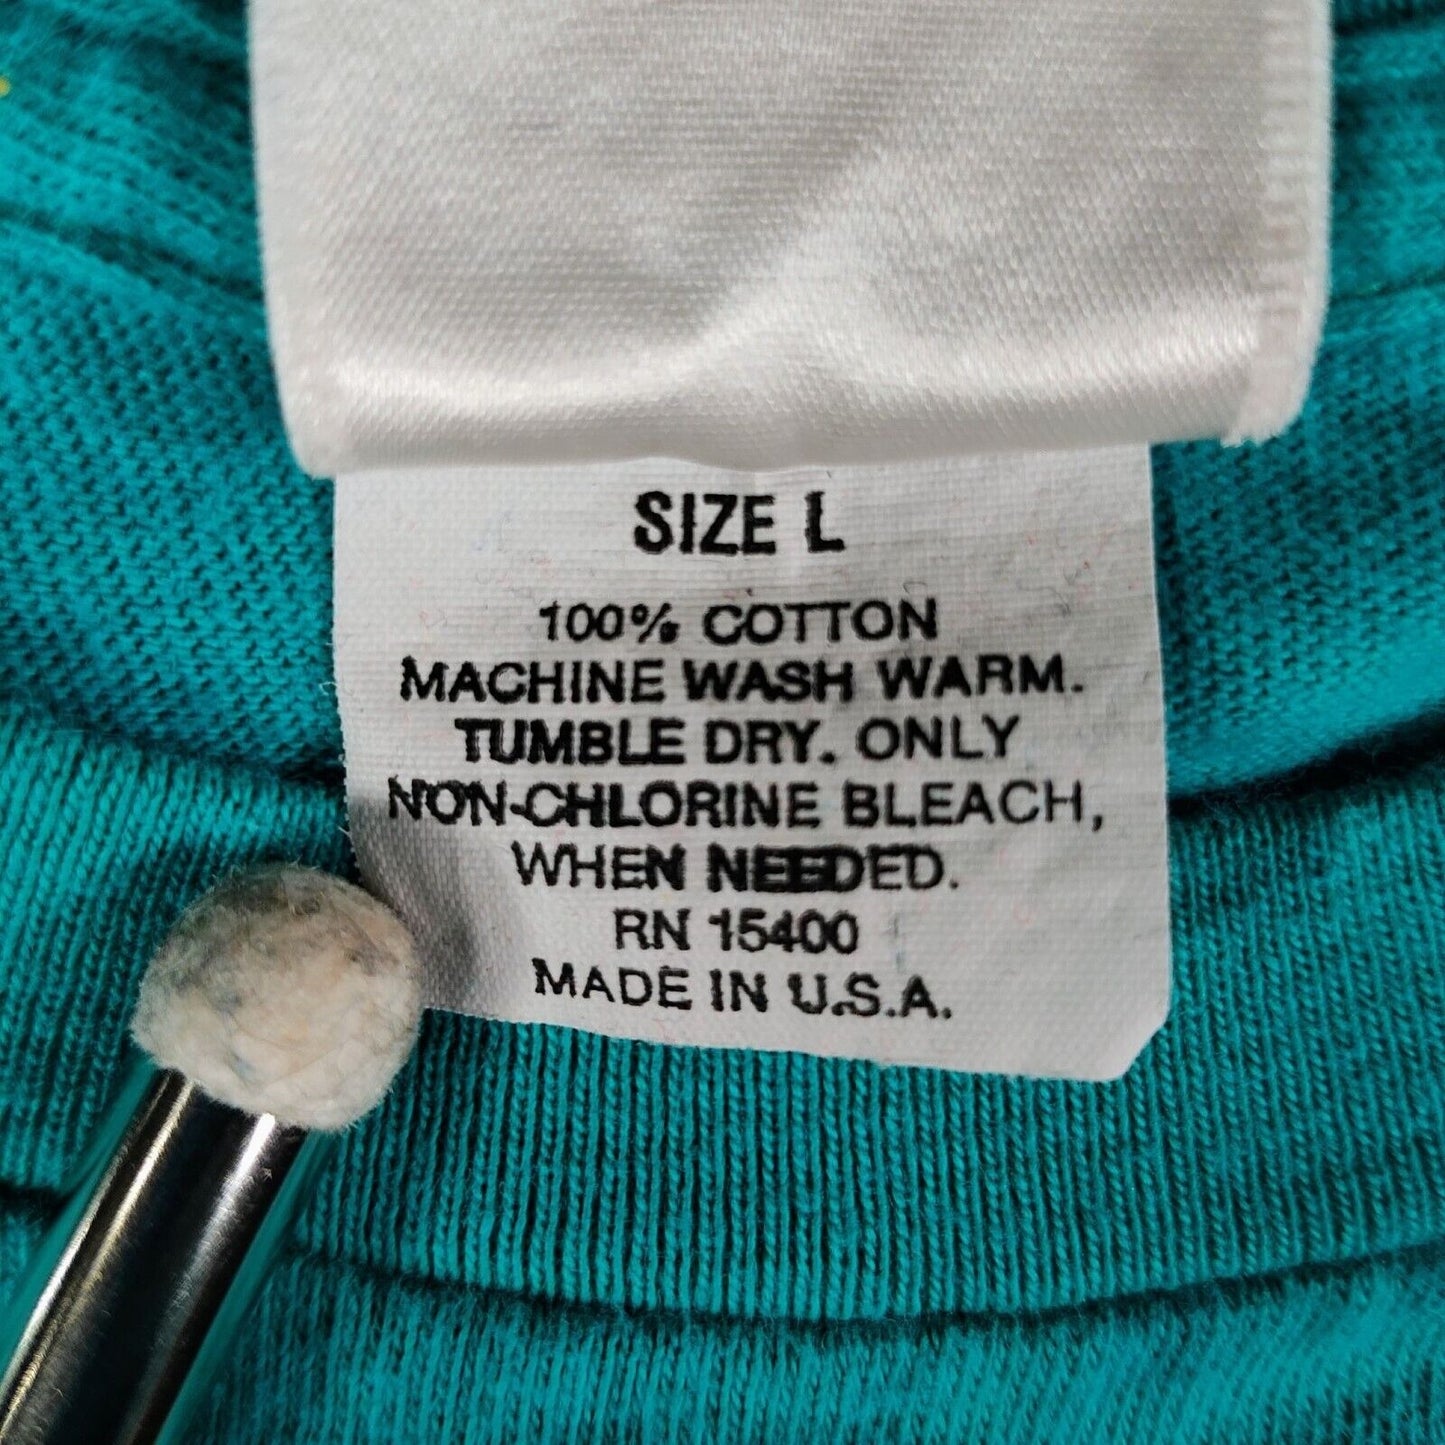 SIZE L
100% COTTON
MACHINE WASH WARM.
TUMBLE DRY. ONLY
NON-CHLORINE BLEACH,
WHEN NEEDED.
RN 15400
MADE IN U.S.A.